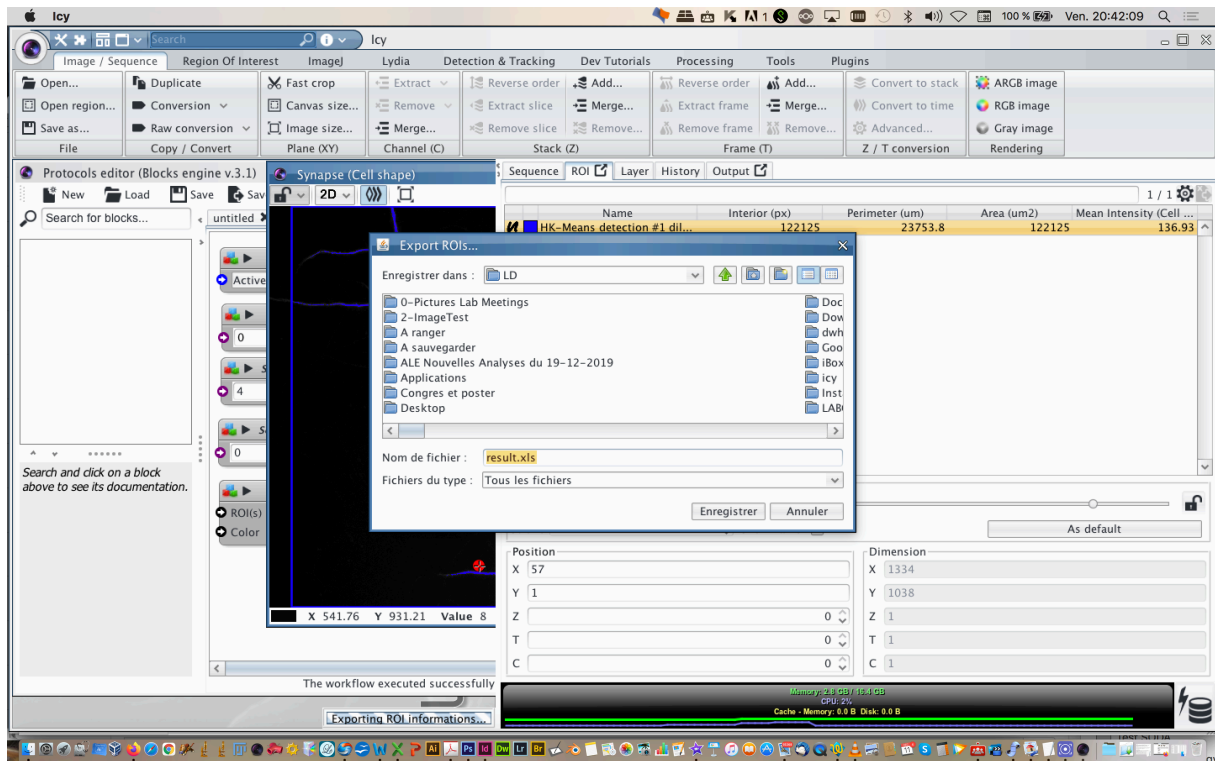 Icy
1
100 %
Ven. 20:42:09
Search
Icy
Image / Sequence Region Of Interest ImageJ Lydia Detection & Tracking Dev Tutorials Processing Tools Plugins
Open... Duplicate Fast crop Extract Reverse order Add... Reverse order Add... Convert to stack ARGB image
Open region... Conversion Canvas size... Remove Extract slice Merge... Extract frame Merge... Convert to time RGB image
Save as... Raw conversion Image size... Merge... Remove slice Remove... Remove frame Remove... Advanced... Gray image
File Copy / Convert Plane (XY) Channel (C) Stack (Z) Frame (T) Z / T conversion Rendering
Protocols editor (Blocks engine v.3.1)
New Load Save Sav
Search for blocks...
untitled
Active
0
4
S
0
ROI(s)
Color
Search and click on a block
above to see its documentation.
Synapse (Cell shape)
2D
X 541.76 Y 931.21 Value 8
The workflow executed successfully
Exporting ROI informations...
Sequence ROI Layer History Output
1 / 1
Name Interior (px) Perimeter (um) Area (um2) Mean Intensity (Cell ...
HK-Means detection #1 dil... 122125 23753.8 122125 136.93
Export ROIs...
Enregistrer dans : LD
0-Pictures Lab Meetings
2-ImageTest
A ranger
A sauvegarder
ALE Nouvelles Analyses du 19-12-2019
Applications
Congres et poster
Desktop
Doc
Dow
dwh
Goo
iBox
icy
Inst
LAB
Nom de fichier : result.xls
Fichiers du type : Tous les fichiers
Enregistrer Annuler
As default
Position
X 57
Y 1
Z 0
T 0
C 0
Dimension
X 1334
Y 1038
Z 1
T 1
C 1
Memory: 2.6 GB / 16.4 GB
CPU: 2%
Cache - Memory: 0.0 B Disk: 0.0 B